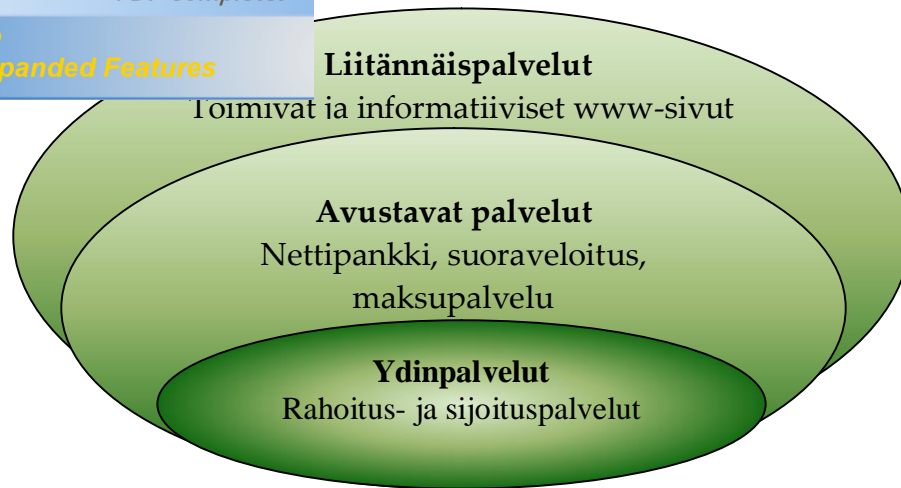 panded Features
Liitännäispalvelut
Toimivat ja informatiiviset www-sivut
Avustavat palvelut
Nettipankki, suoraveloitus,
maksupalvelu
Ydinpalvelut
Rahoitus- ja sijoituspalvelut